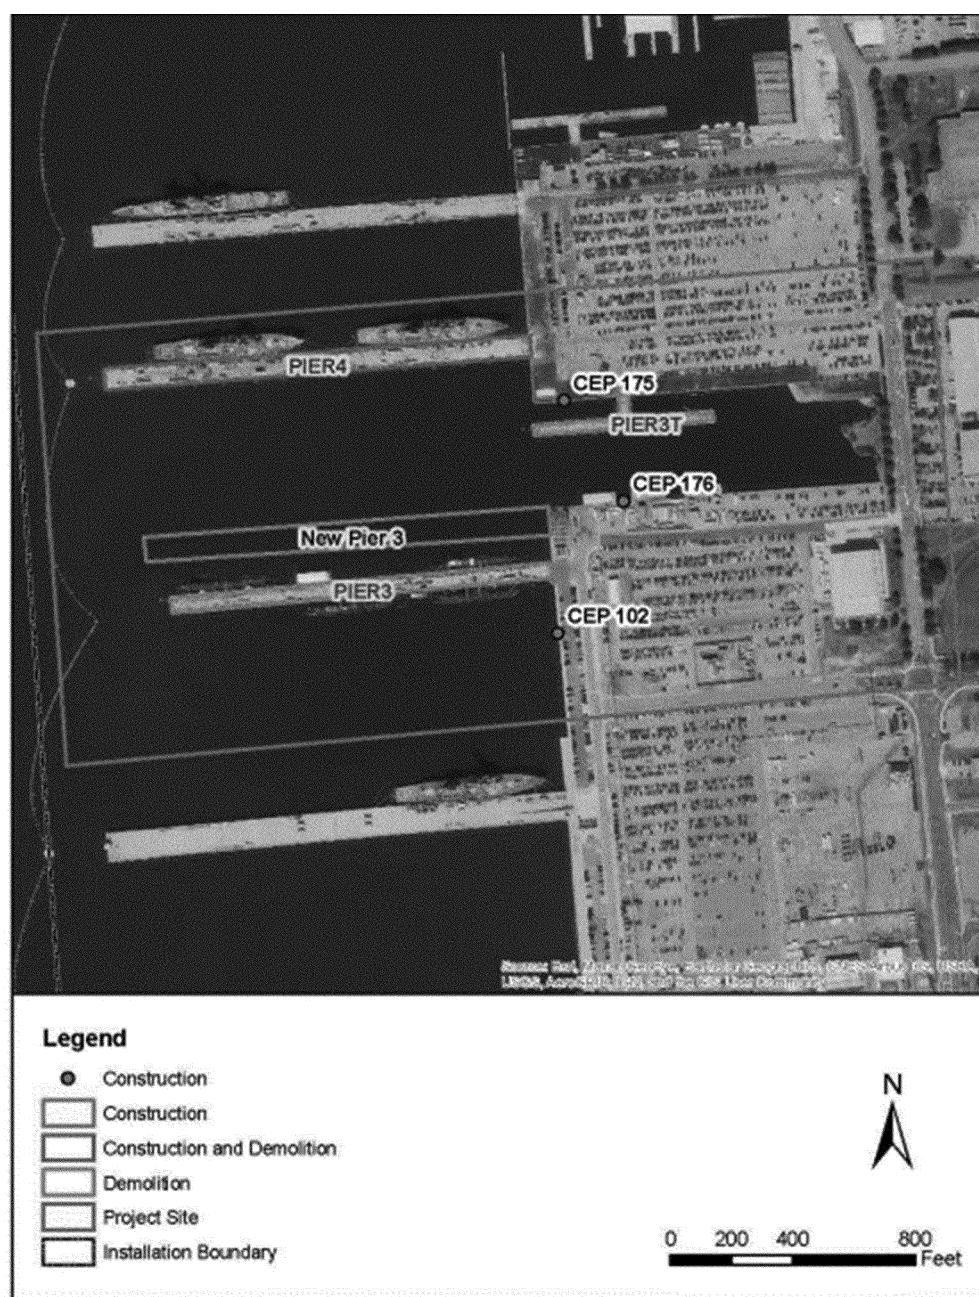 PIER4
CEP 175
PIER3T
CEP 176
New Pier 3
PIER3
CEP 102
Legend
Construction
Construction
Construction and Demolition
Demolition
Project Site
Installation Boundary
N
0 200 400 800
Feet